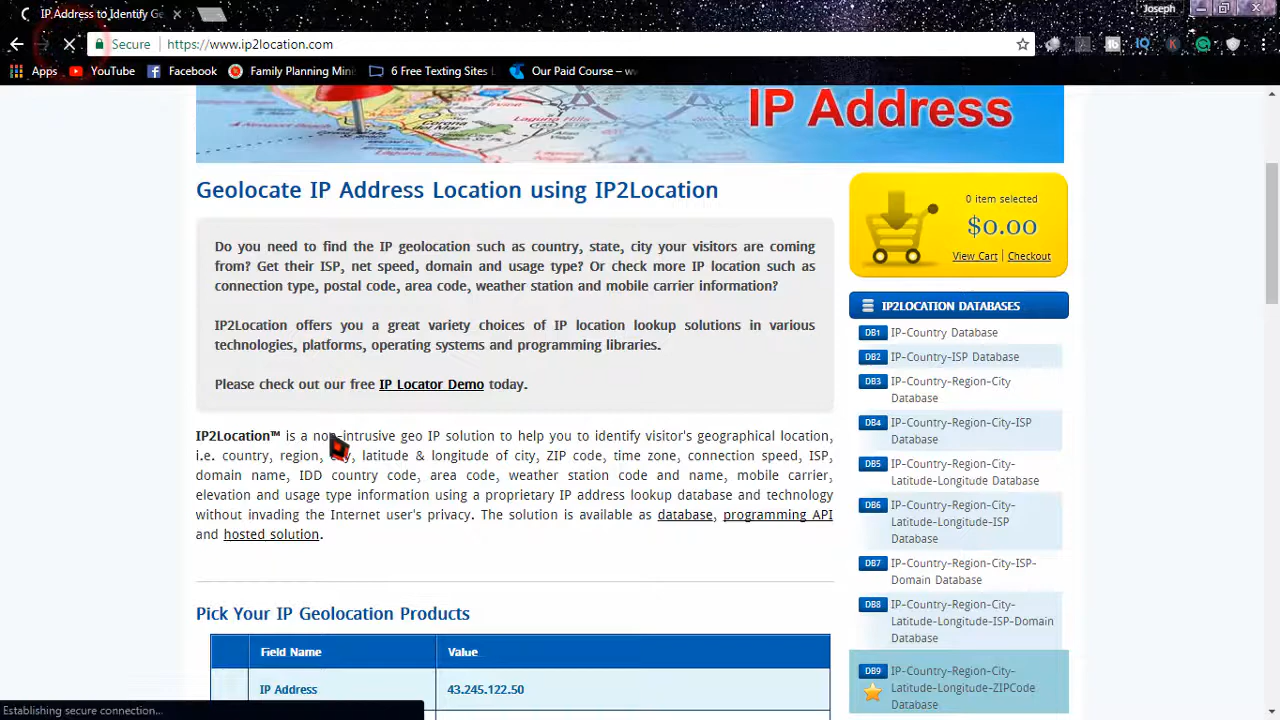 IP Address to Identify Ge
Joseph
Secure
https://www.ip2location.com
Apps
YouTube
Facebook
Family Planning Mini
6 Free Texting Sites
Our Paid Course – w
IP Address
Geolocate IP Address Location using IP2Location
Do you need to find the IP geolocation such as country, state, city your visitors are coming
from? Get their ISP, net speed, domain and usage type? Or check more IP location such as
connection type, postal code, area code, weather station and mobile carrier information?
IP2Location offers you a great variety choices of IP location lookup solutions in various
technologies, platforms, operating systems and programming libraries.
Please check out our free IP Locator Demo today.
IP2Location™ is a non-intrusive geo IP solution to help you to identify visitor's geographical location,
i.e. country, region, city, latitude & longitude of city, ZIP code, time zone, connection speed, ISP,
domain name, IDD country code, area code, weather station code and name, mobile carrier,
elevation and usage type information using a proprietary IP address lookup database and technology
without invading the Internet user's privacy. The solution is available as database, programming API
and hosted solution.
Pick Your IP Geolocation Products
Field Name
Value
IP Address
43.245.122.50
0 item selected
$0.00
View Cart | Checkout
IP2LOCATION DATABASES
DB1 IP-Country Database
DB2 IP-Country-ISP Database
DB3 IP-Country-Region-City
Database
DB4 IP-Country-Region-City-ISP
Database
DB5 IP-Country-Region-City-
Latitude-Longitude Database
DB6 IP-Country-Region-City-
Latitude-Longitude-ISP
Database
DB7 IP-Country-Region-City-ISP-
Domain Database
DB8 IP-Country-Region-City-
Latitude-Longitude-ISP-Domain
Database
DB9 IP-Country-Region-City-
Latitude-Longitude-ZIPCode
Database
Establishing secure connection...